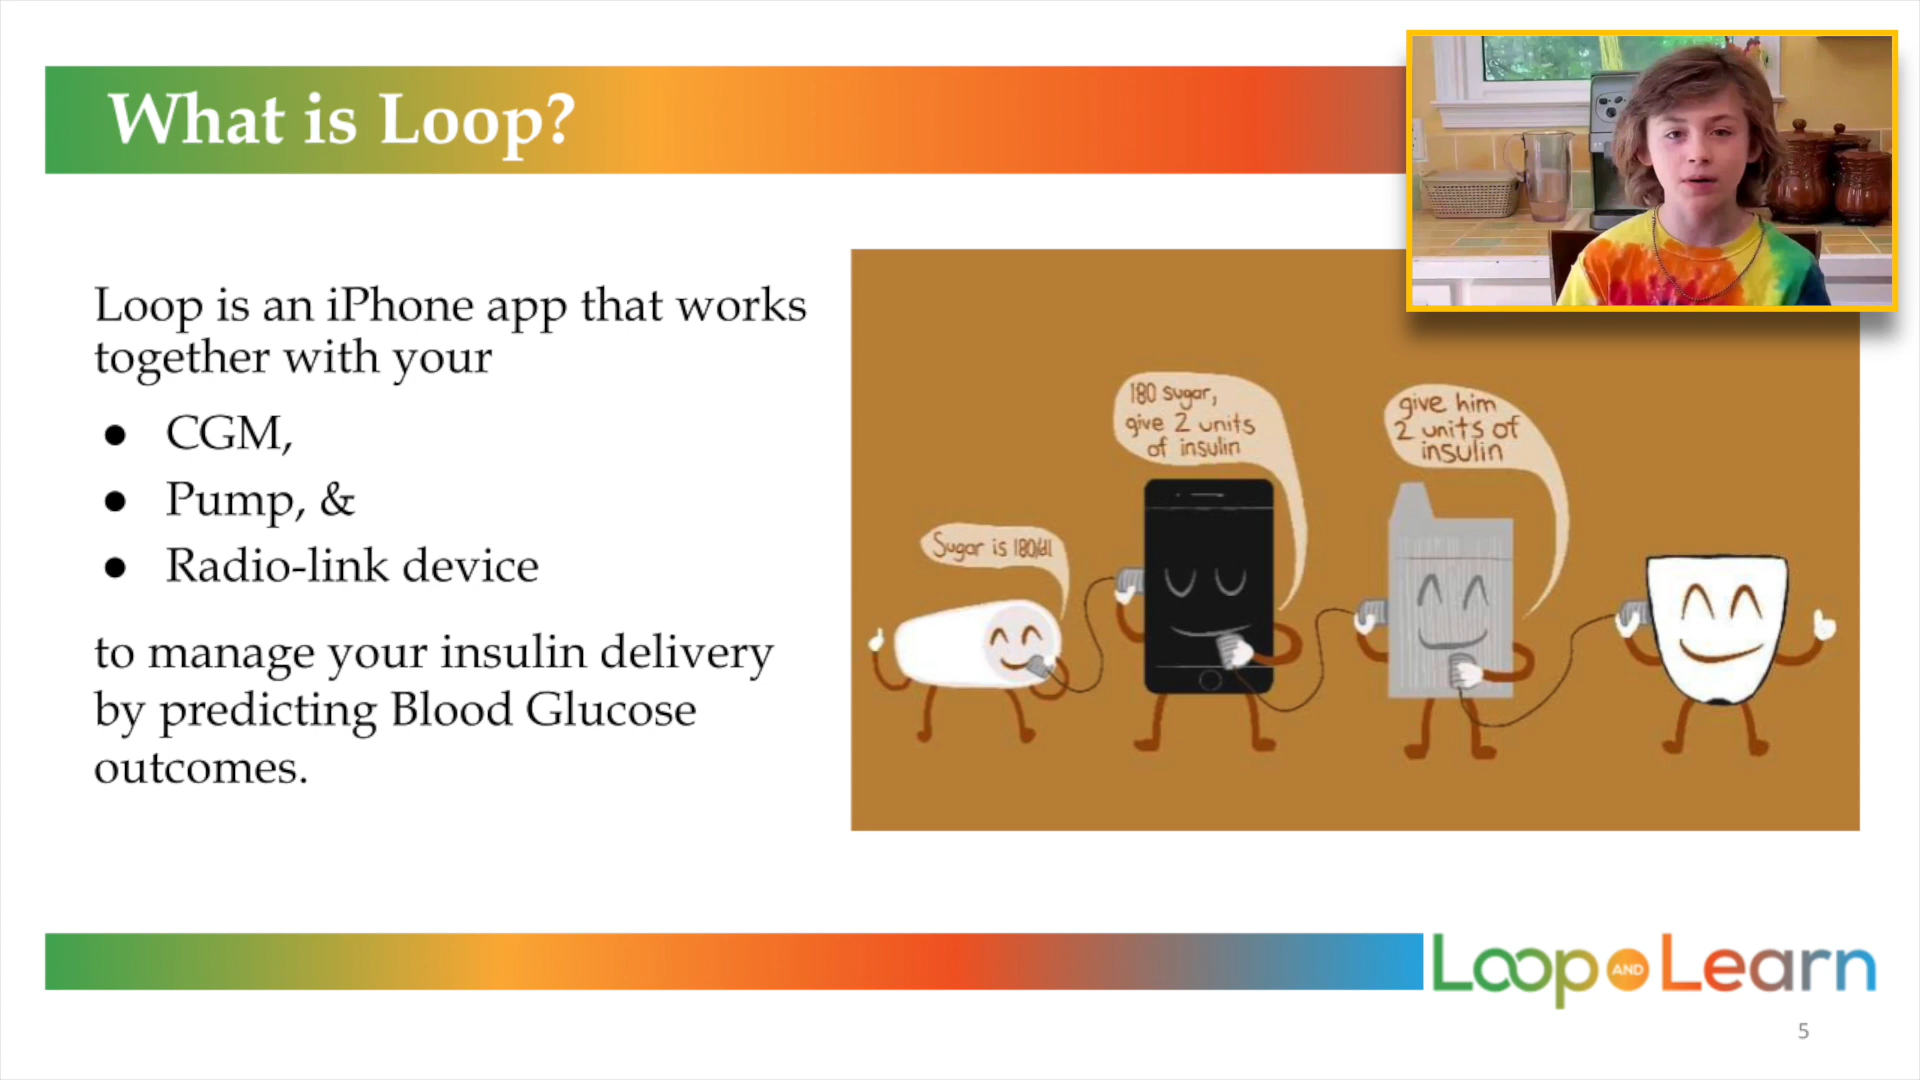 What is Loop?
Loop is an iPhone app that works
together with your
● CGM,
● Pump, &
● Radio-link device
to manage your insulin delivery
by predicting Blood Glucose
outcomes.
Sugar is 180/dl
180 sugar,
give 2 units
of insulin
give him
2 units of
insulin
Loop AND Learn
5